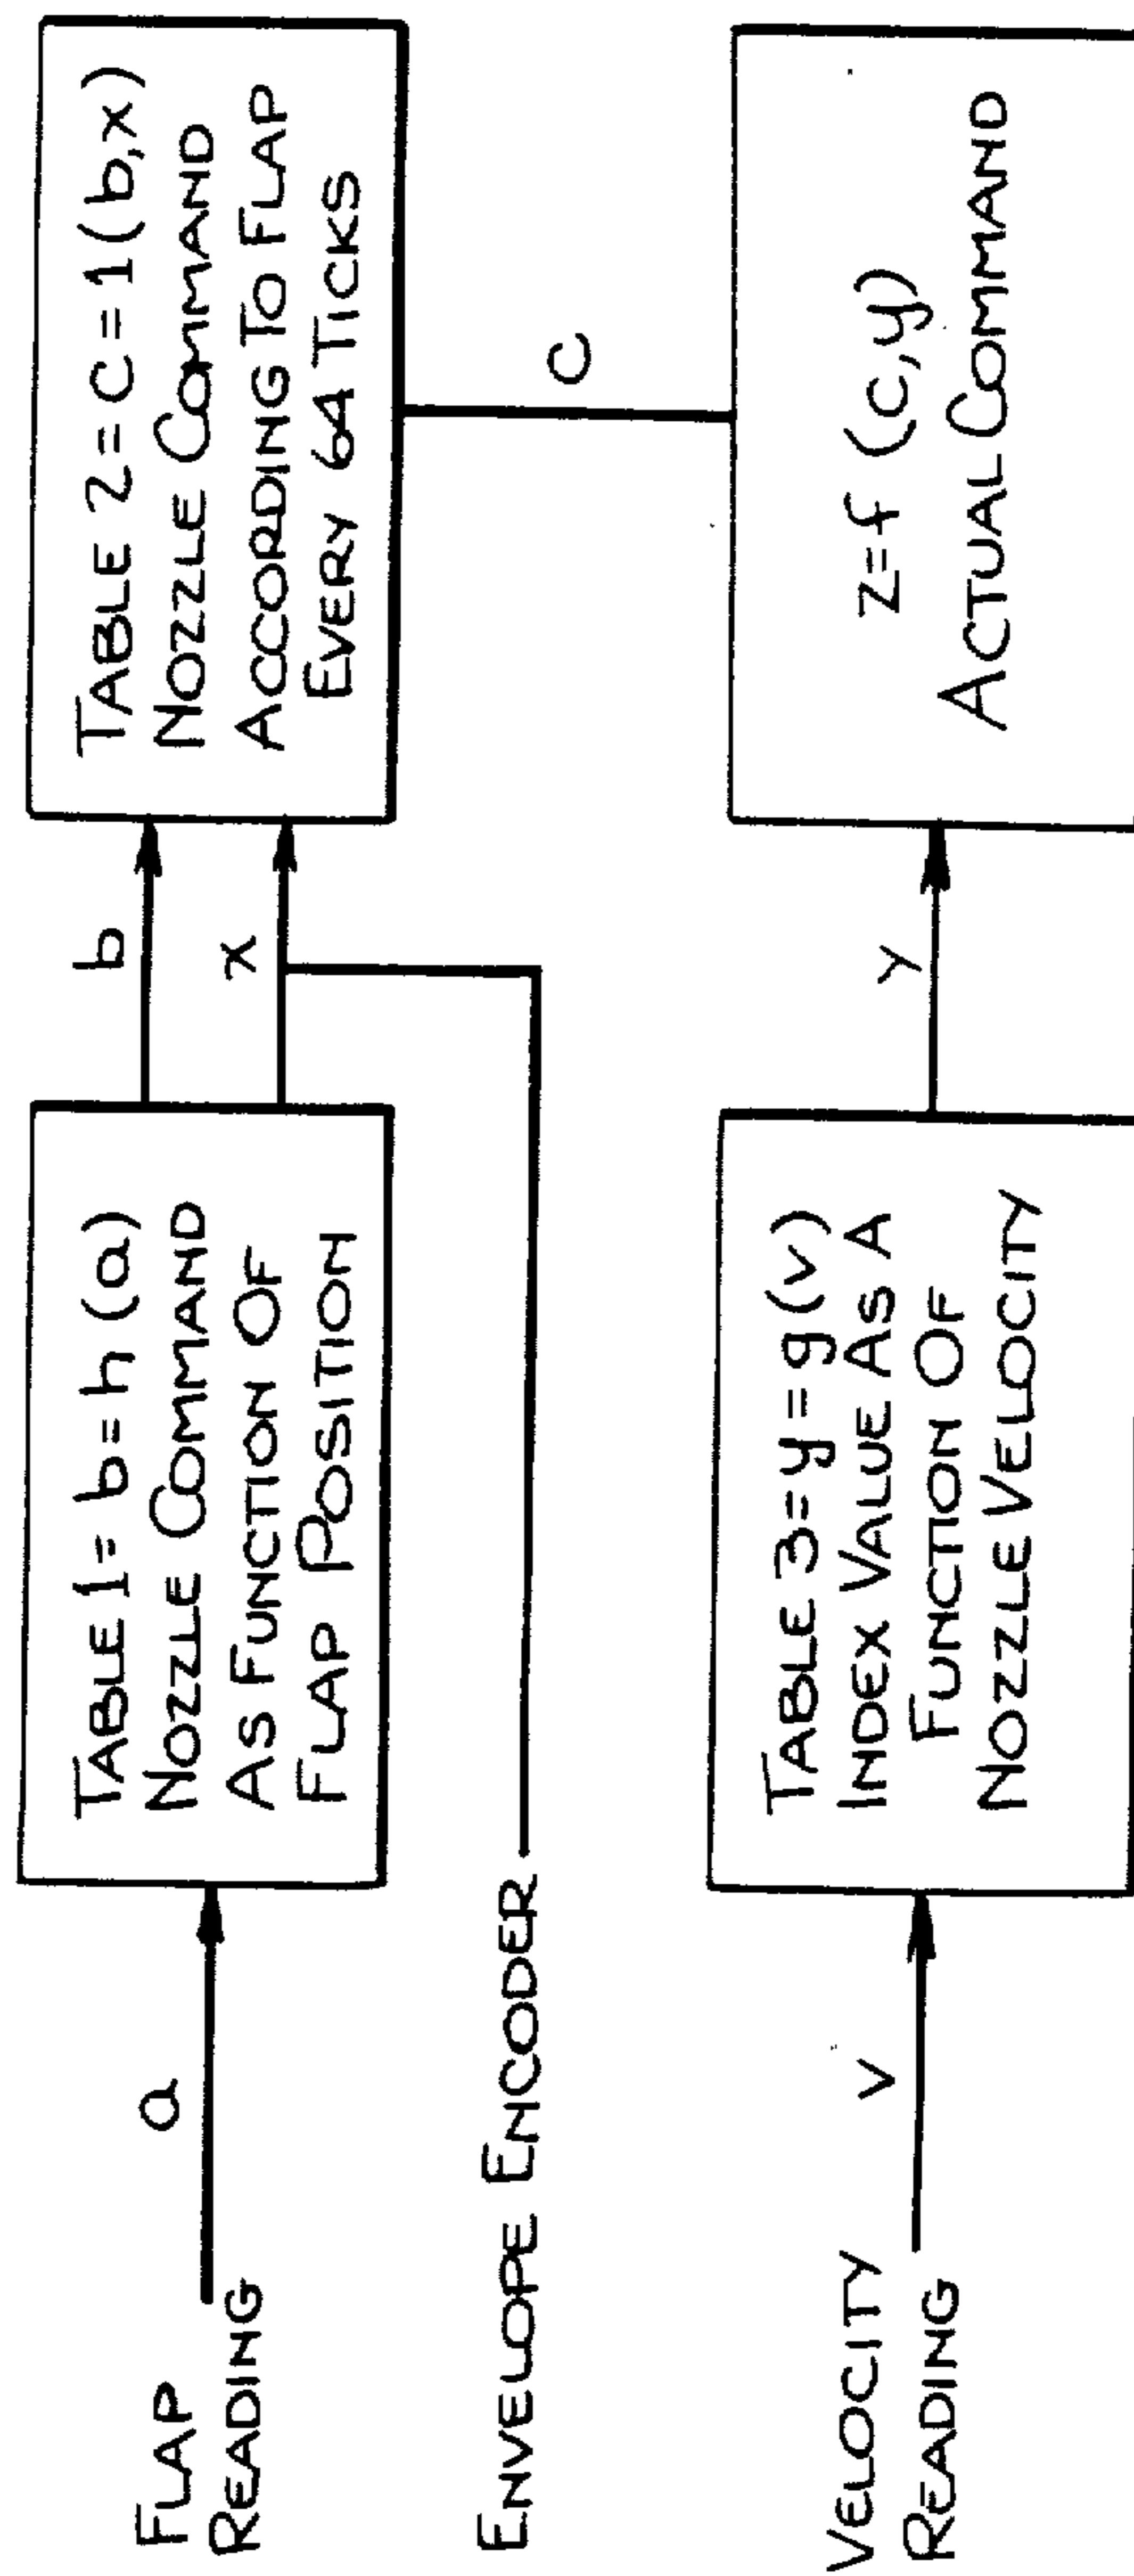 FLAP
READING
a
TABLE 1 = b = h (a)
NOZZLE COMMAND
AS FUNCTION OF
FLAP POSITION
b
x
TABLE 2 = C = 1 (b,x)
NOZZLE COMMAND
ACCORDING TO FLAP
EVERY 64 TICKS
ENVELOPE ENCODER
C
VELOCITY
READING
V
TABLE 3 = y = g (v)
INDEX VALUE AS A
FUNCTION OF
NOZZLE VELOCITY
y
z = f (c,y)
ACTUAL COMMAND